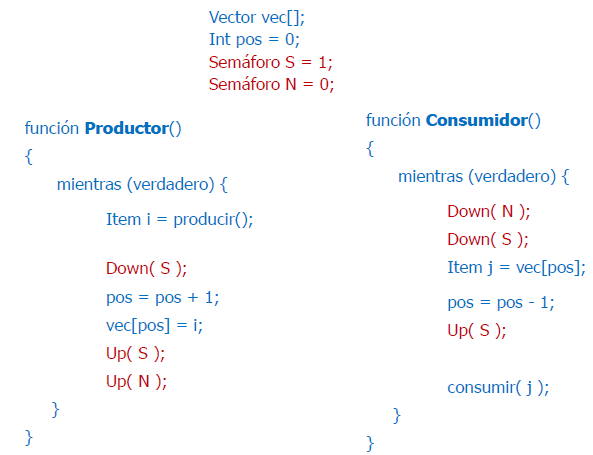 Vector vec[];
Int pos = 0;
Semáforo S = 1;
Semáforo N = 0;
función Productor()
{
mientras (verdadero) {
Item i = producir();
Down( S );
pos = pos + 1;
vec[pos] = i;
Up( S );
Up( N );
}
}
función Consumidor()
{
mientras (verdadero) {
Down( N );
Down( S );
Item j = vec[pos];
pos = pos - 1;
Up( S );
consumir( j );
}
}